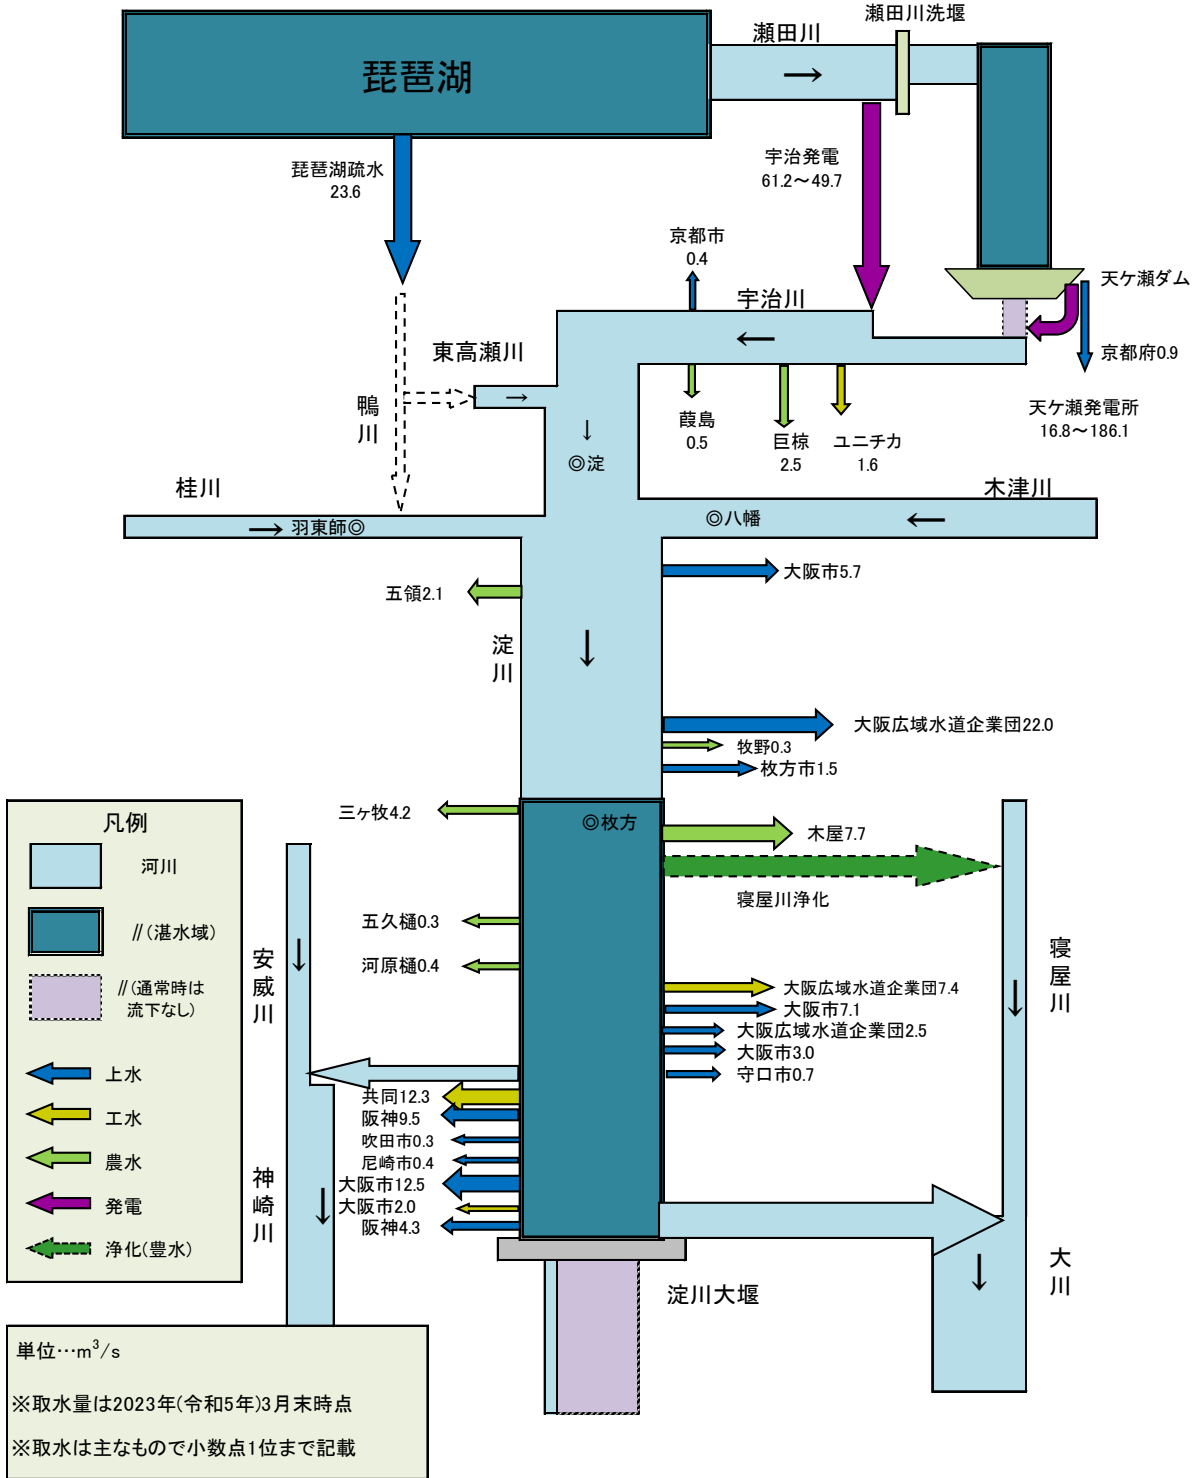 瀬田川洗堰
瀬田川
琵琶湖
琵琶湖疏水
23.6
宇治発電
61.2～49.7
京都市
0.4
宇治川
天ケ瀬ダム
京都府0.9
天ケ瀬発電所
16.8～186.1
東高瀬川
鴨川
葭島
0.5
巨椋
2.5
ユニチカ
1.6
◎淀
桂川
羽東師◎
◎八幡
木津川
大阪市5.7
五領2.1
淀川
大阪広域水道企業団22.0
牧野0.3
枚方市1.5
三ヶ牧4.2
◎枚方
木屋7.7
寝屋川浄化
五久樋0.3
河原樋0.4
安威川
寝屋川
大阪広域水道企業団7.4
大阪市7.1
大阪広域水道企業団2.5
大阪市3.0
守口市0.7
共同12.3
阪神9.5
吹田市0.3
尼崎市0.4
大阪市12.5
大阪市2.0
阪神4.3
神崎川
大川
淀川大堰
凡例
河川
〃(湛水域)
〃(通常時は
流下なし)
上水
工水
農水
発電
浄化(豊水)
単位…m³/s
※取水量は2023年(令和5年)3月末時点
※取水は主なもので小数点1位まで記載